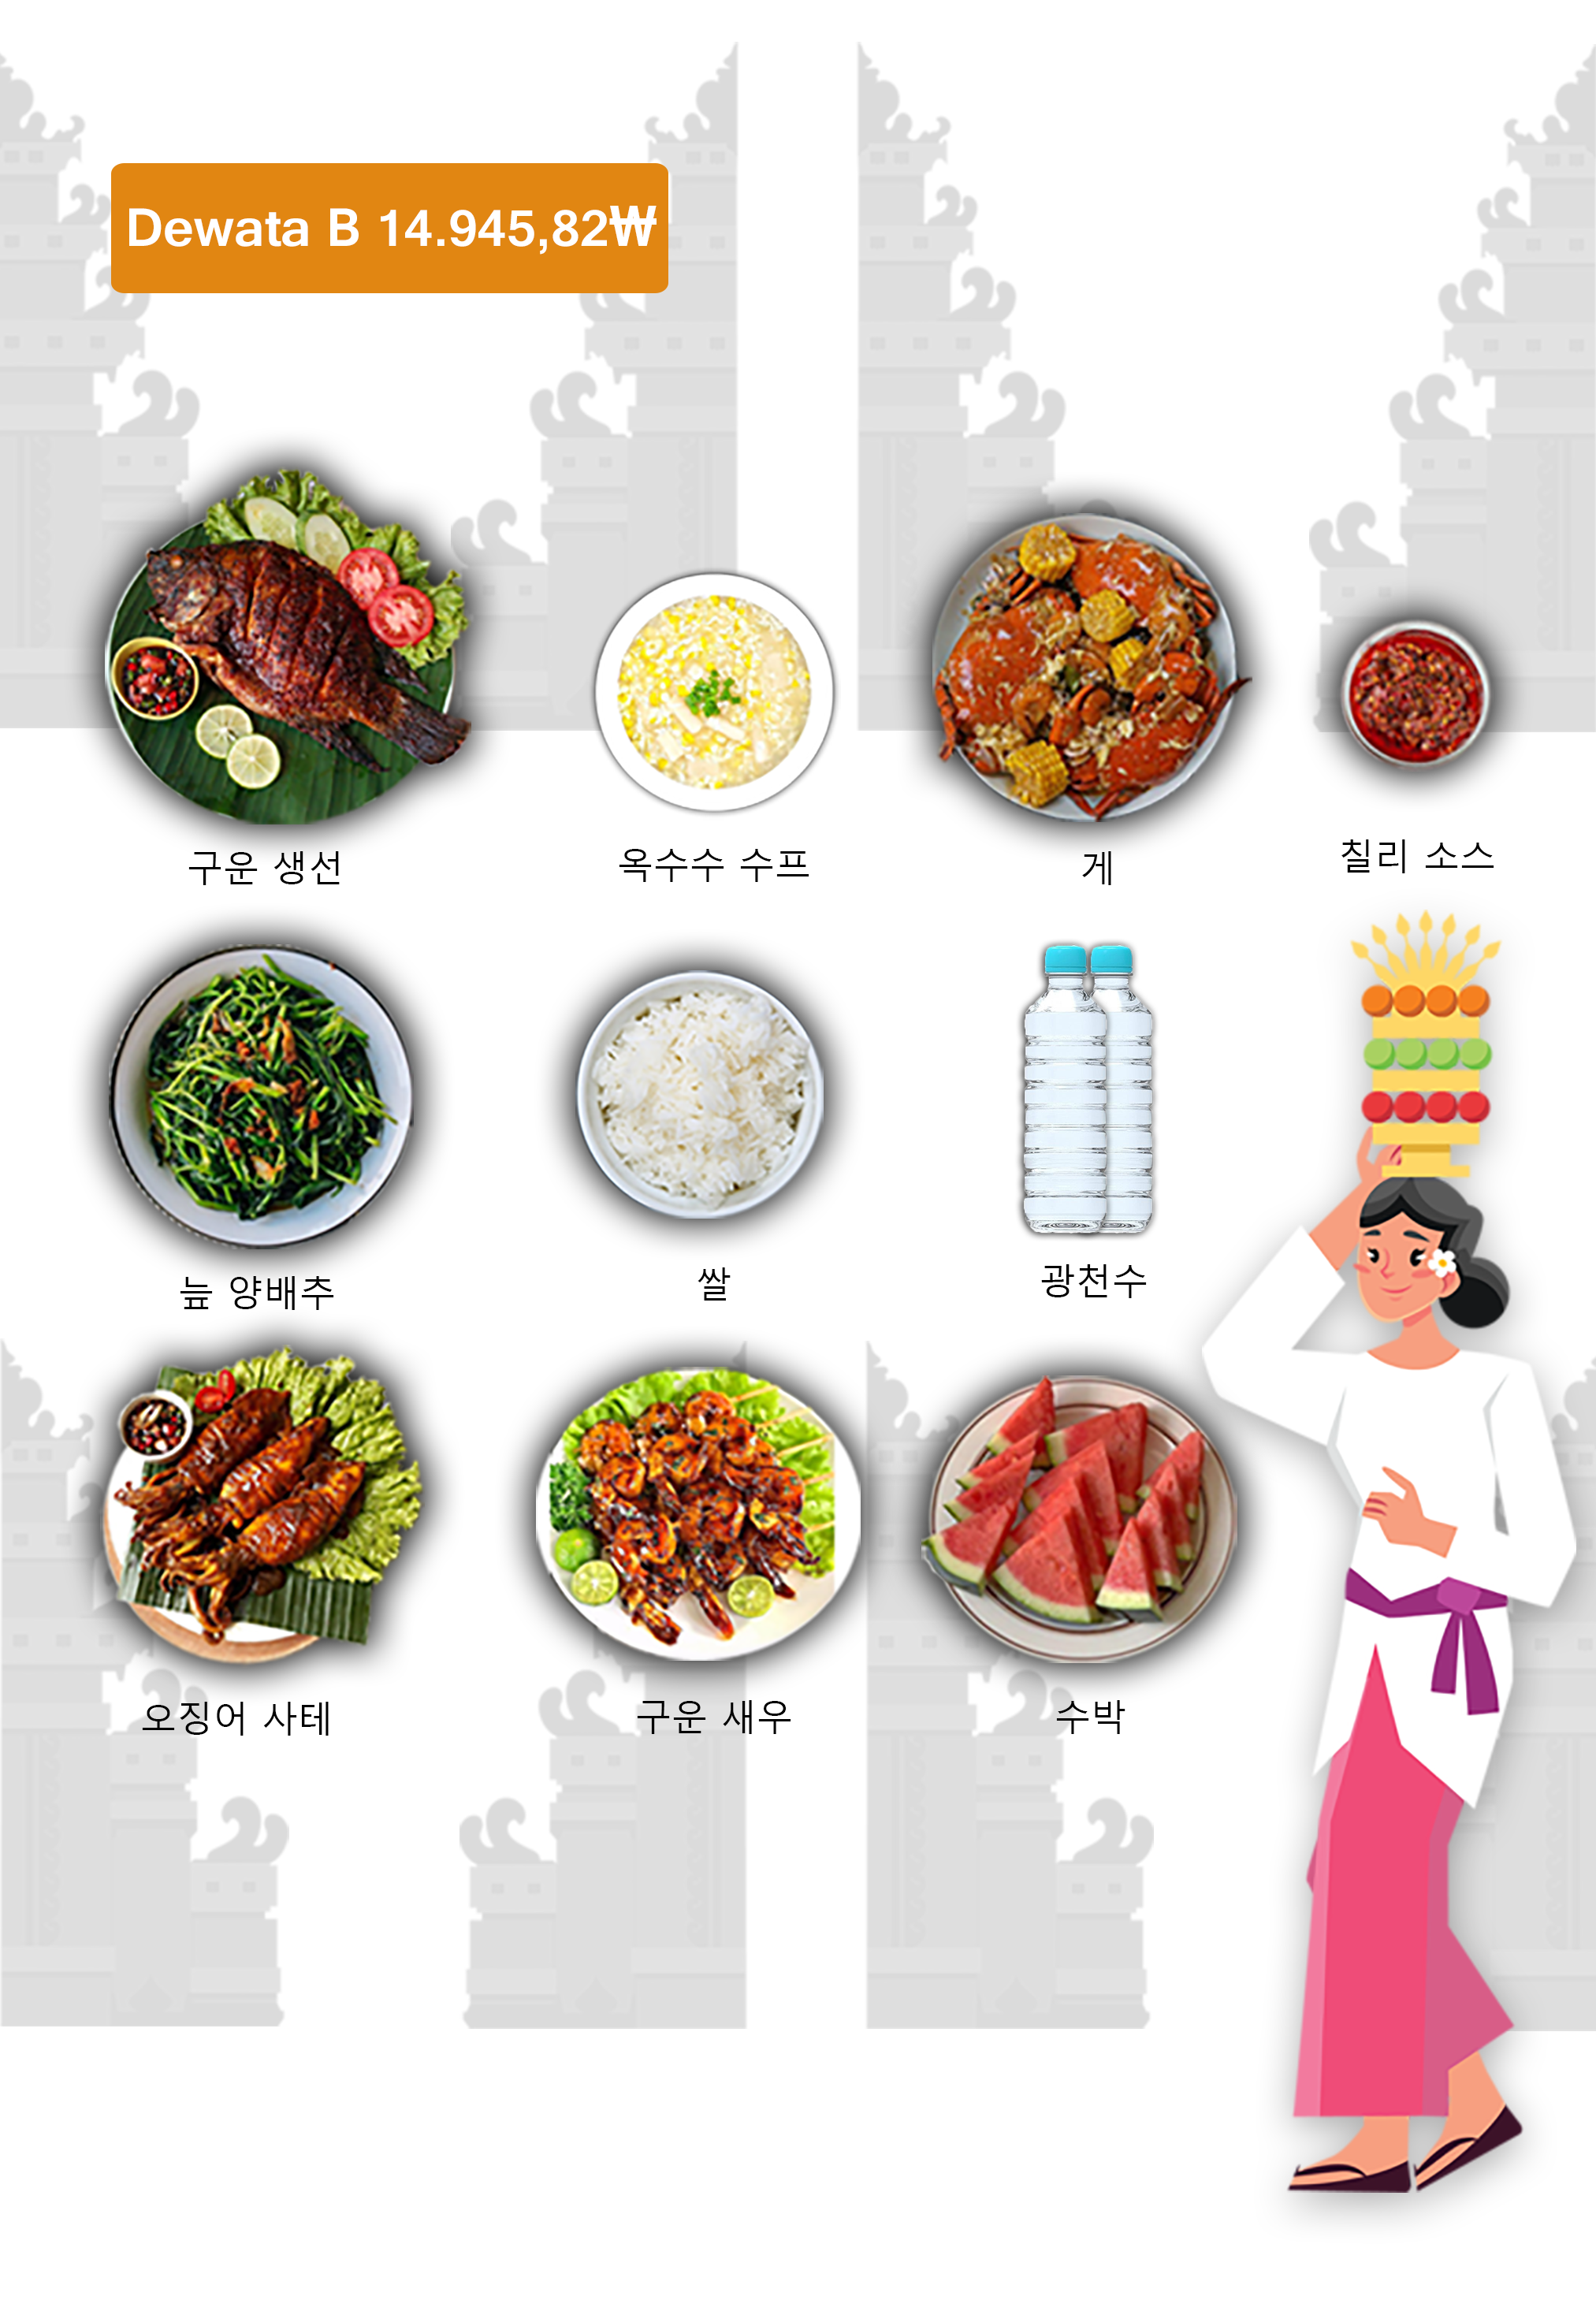 Dewata B 14.945,82₩
구운 생선
옥수수 수프
게
칠리 소스
늪 양배추
쌀
광천수
오징어 사테
구운 새우
수박